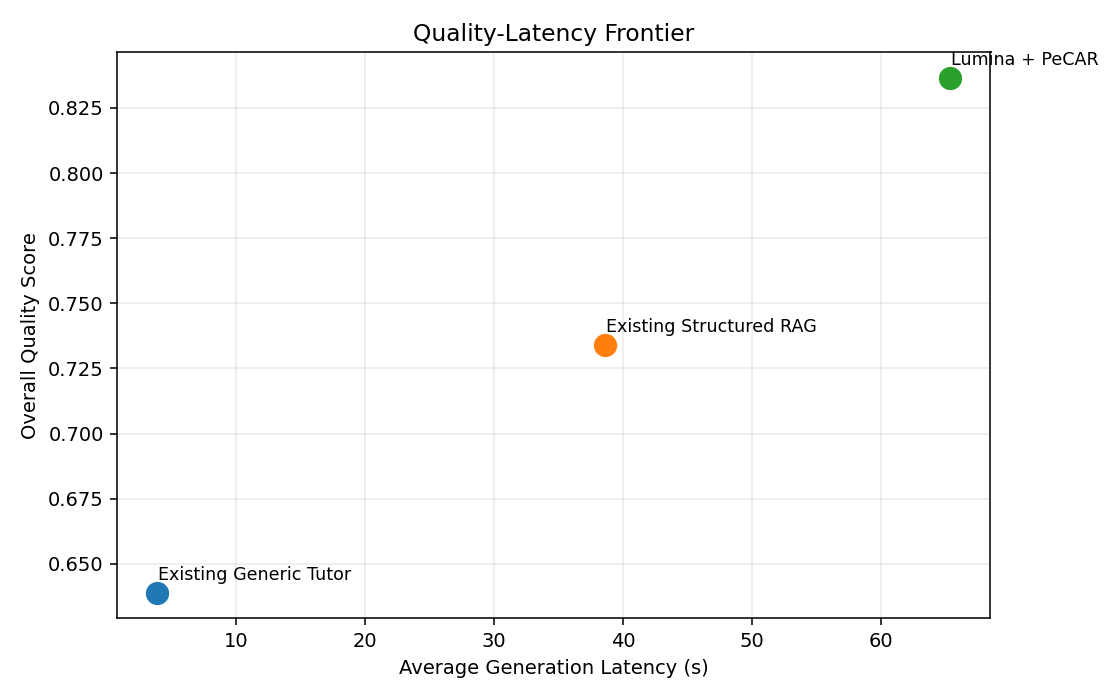 Quality-Latency Frontier
Lumina + PeCAR
0.825
0.800
0.775
0.750
Existing Structured RAG
0.725
0.700
0.675
0.650
Existing Generic Tutor
Overall Quality Score
10 20 30 40 50 60
Average Generation Latency (s)